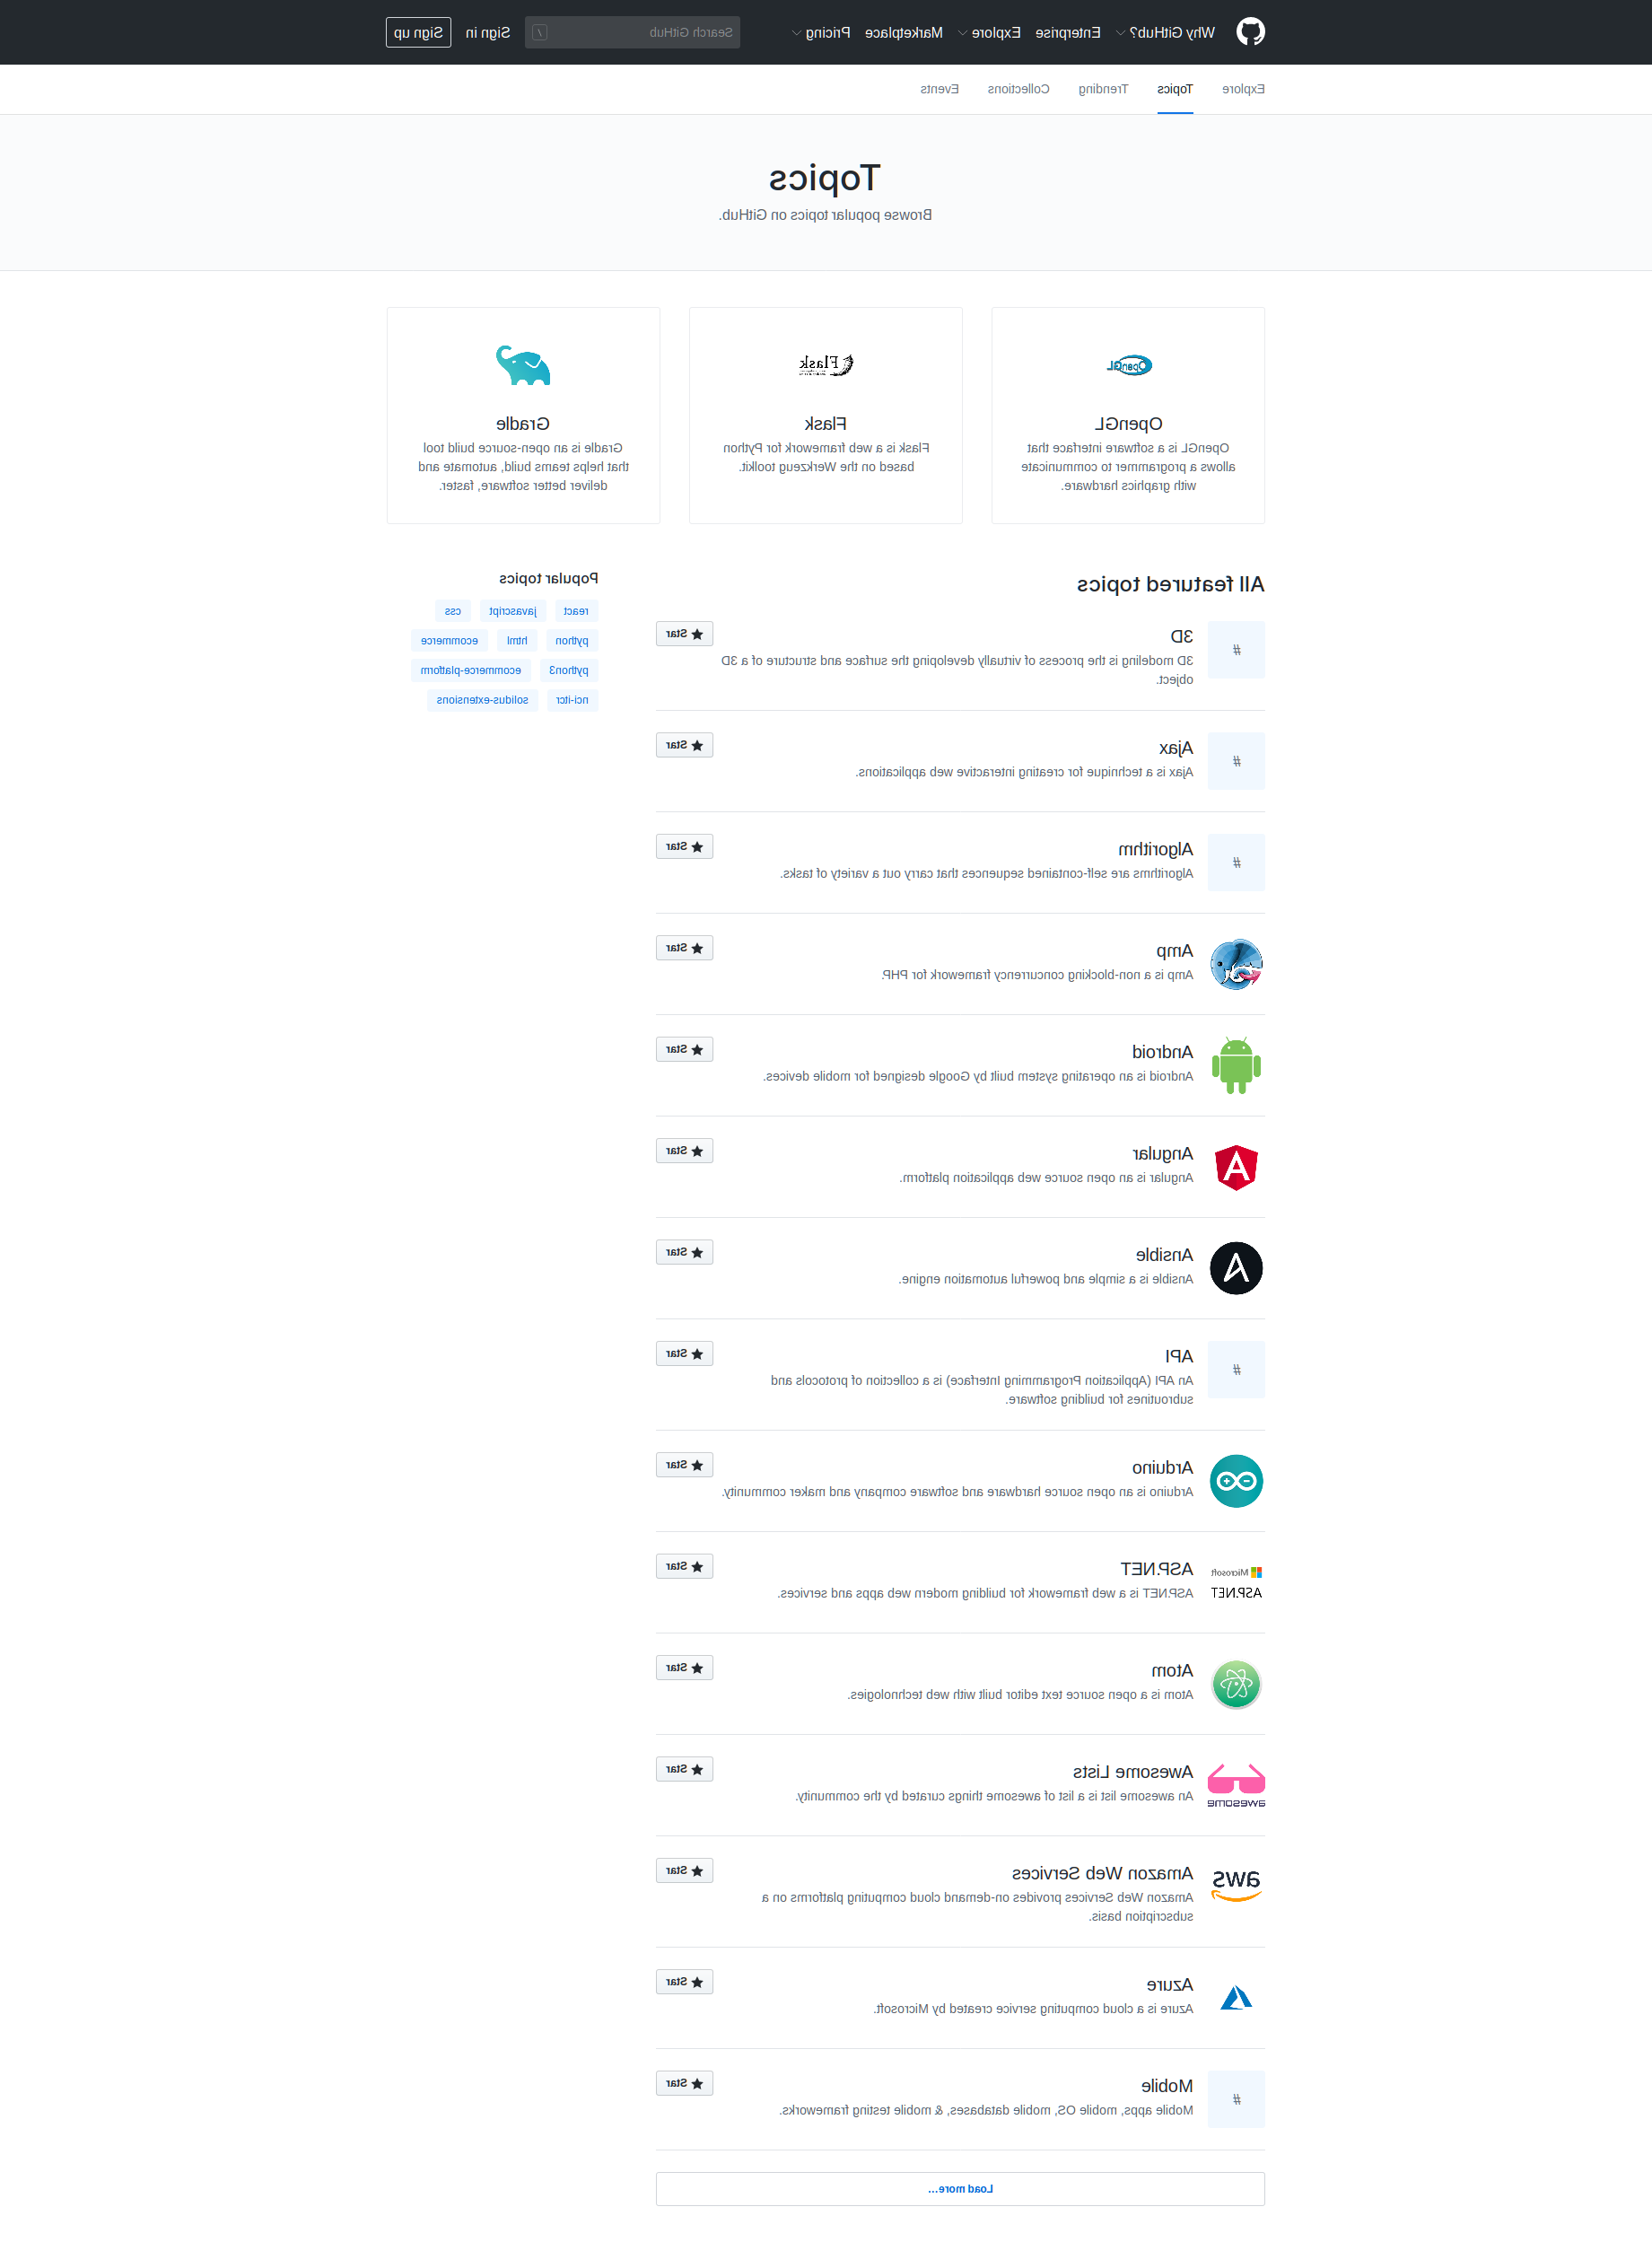 Why GitHub?
Enterprise
Explore
Marketplace
Pricing
Search GitHub
/
Sign in
Sign up
Explore
Topics
Trending
Collections
Events
Topics
Browse popular topics on GitHub.
OpenGL
OpenGL
OpenGL is a software interface that
allows a programmer to communicate
with graphics hardware.
Flask
Flask
Flask is a web framework for Python
based on the Werkzeug toolkit.
Gradle
Gradle is an open-source build tool
that helps teams build, automate and
deliver better software, faster.
All featured topics
#
3D
3D modeling is the process of virtually developing the surface and structure of a 3D
object.
Star
#
Ajax
Ajax is a technique for creating interactive web applications.
Star
#
Algorithm
Algorithms are self-contained sequences that carry out a variety of tasks.
Star
Amp
Amp is a non-blocking concurrency framework for PHP.
Star
Android
Android is an operating system built by Google designed for mobile devices.
Star
A
Angular
Angular is an open source web application platform.
Star
A
Ansible
Ansible is a simple and powerful automation engine.
Star
#
API
An API (Application Programming Interface) is a collection of protocols and
subroutines for building software.
Star
Arduino
Arduino is an open source hardware and software company and maker community.
Star
Microsoft
ASP.NET
ASP.NET
ASP.NET is a web framework for building modern web apps and services.
Star
Atom
Atom is a open source text editor built with web technologies.
Star
awesome
Awesome Lists
An awesome list is a list of awesome things curated by the community.
Star
aws
Amazon Web Services
Amazon Web Services provides on-demand cloud computing platforms on a
subscription basis.
Star
Azure
Azure is a cloud computing service created by Microsoft.
Star
#
Mobile
Mobile apps, mobile OS, mobile databases, & mobile testing frameworks.
Star
Load more…
Popular topics
react
javascript
css
python
html
ecommerce
python3
ecommerce-platform
nci-itcr
solidus-extensions